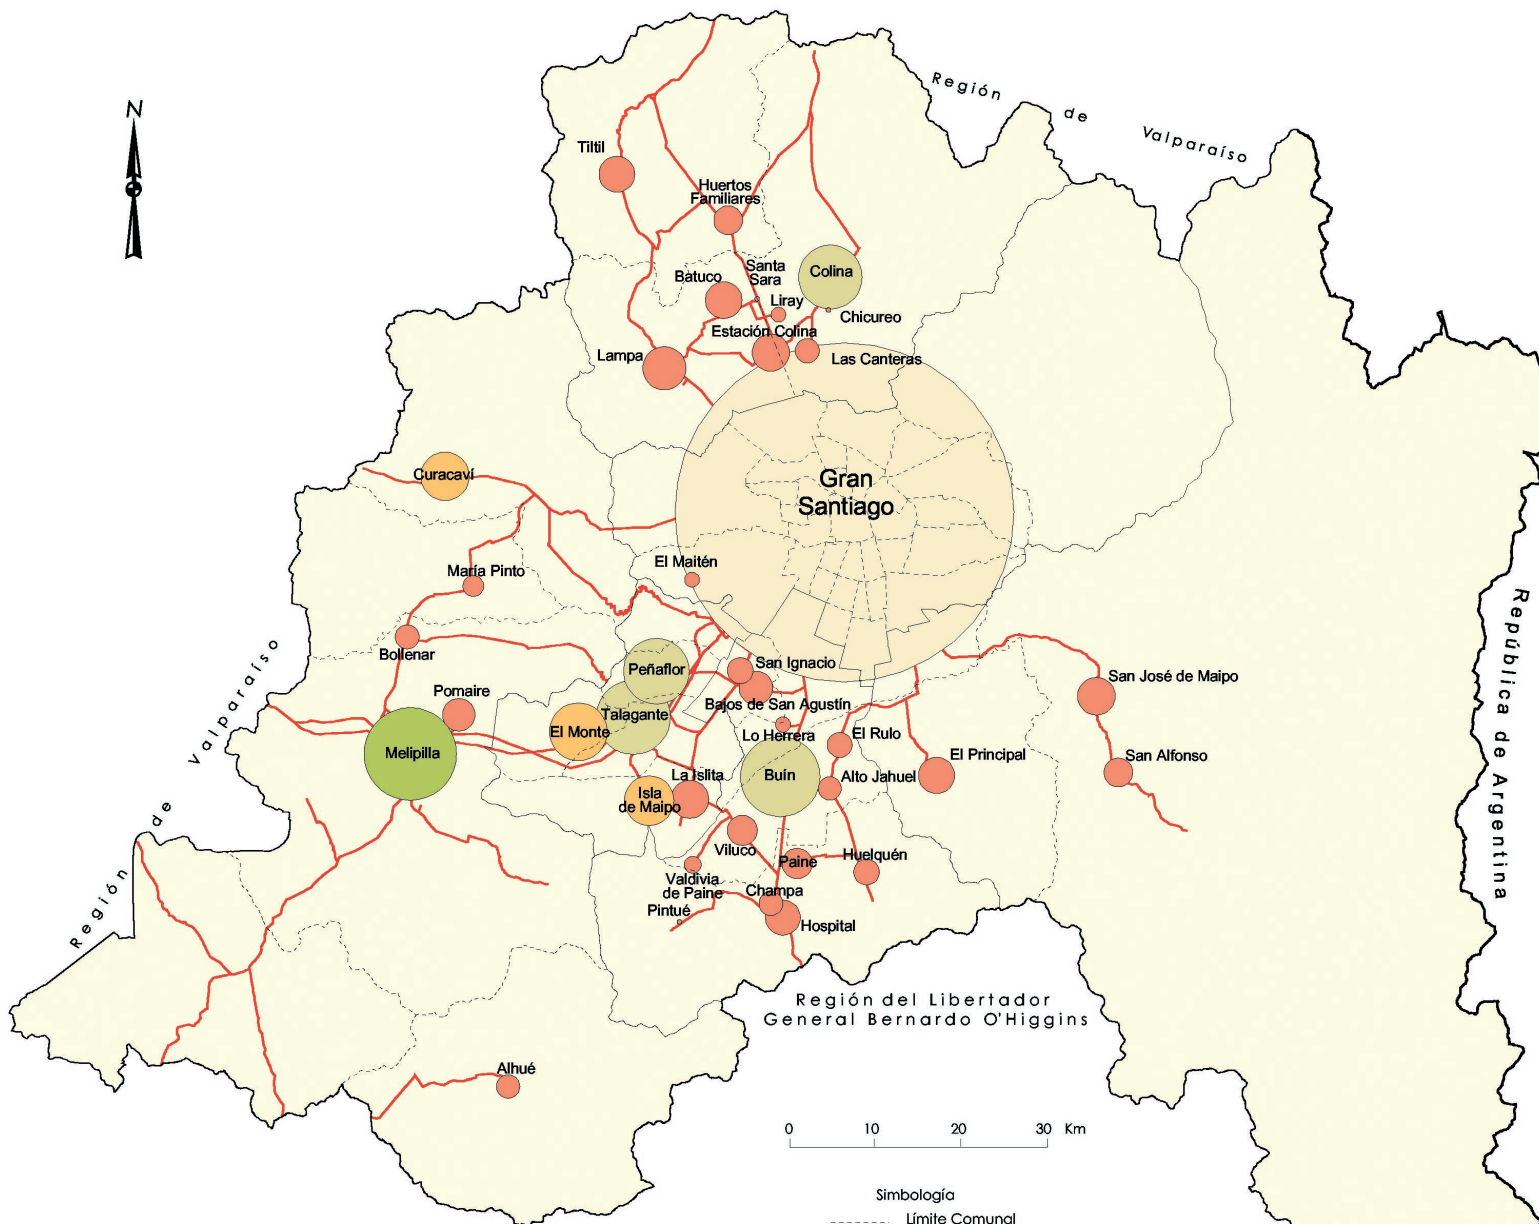 N
Región de Valparaíso
Tiltil
Huertos
Familiares
Santa
Sara
Colina
Batuco
Liray
Chicureo
Estación Colina
Lampa
Las Canteras
Curacaví
Gran
Santiago
El Maitén
María Pinto
Bollenar
Peñaflor
San Ignacio
San José de Maipo
Pomaire
Talagante
Bajos de San Agustín
El Monte
Lo Herrera
El Rulo
Melipilla
El Principal
San Alfonso
La Islita
Buín
Alto Jahuel
Isla
de Maipo
Viluco
Paine
Huelquén
Valdivia
de Paine
Champa
Pintué
Hospital
Región de Valparaíso
República de Argentina
Región del Libertador
General Bernardo O'Higgins
Alhué
0 10 20 30 Km
Simbología
Límite Comunal